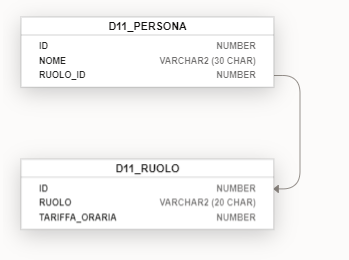 D11_PERSONA
ID NUMBER
NOME VARCHAR2 (30 CHAR)
RUOLO_ID NUMBER
D11_RUOLO
ID NUMBER
RUOLO VARCHAR2 (20 CHAR)
TARIFFA_ORARIA NUMBER